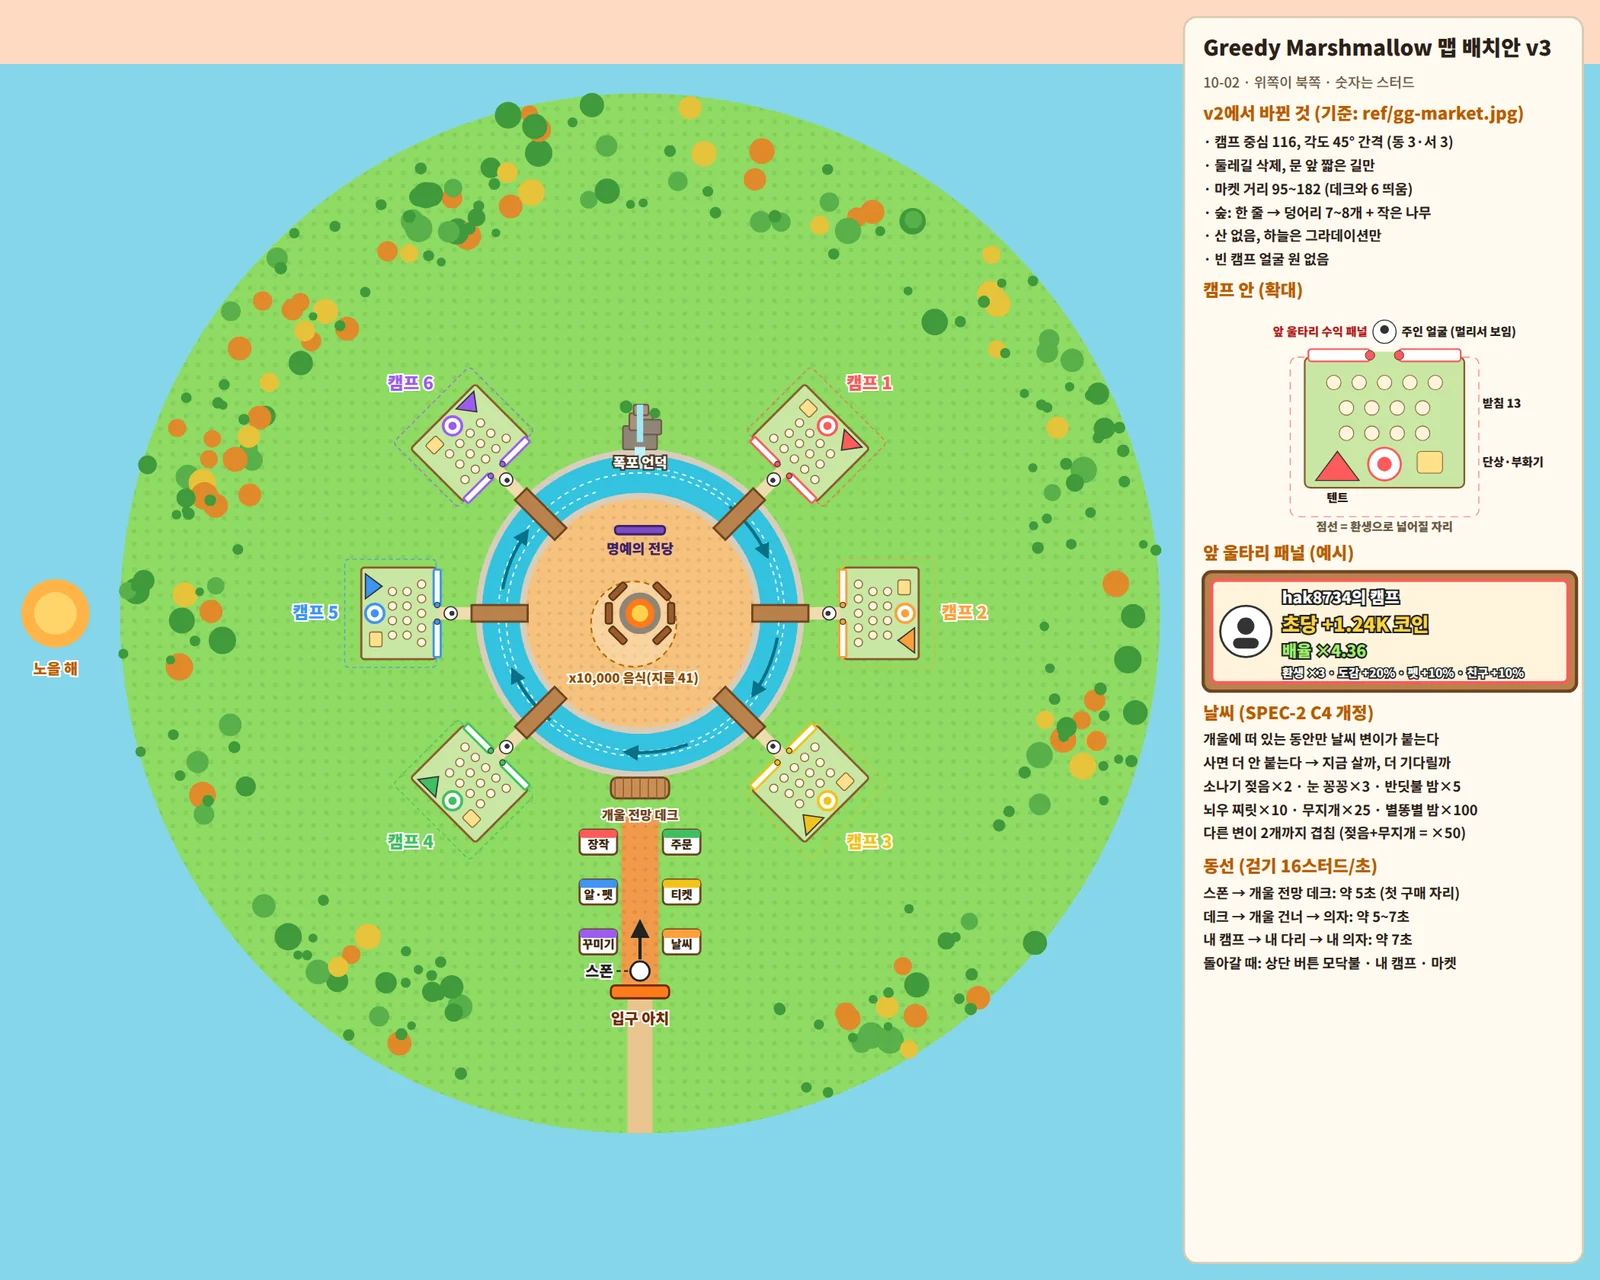 Greedy Marshmallow 맵 배치안 v3
10-02 · 위쪽이 북쪽 · 숫자는 스터드
v2에서 바뀐 것 (기준: ref/gg-market.jpg)
· 캠프 중심 116, 각도 45° 간격 (동 3·서 3)
· 둘레길 삭제, 문 앞 짧은 길만
· 마켓 거리 95~182 (데크와 6 띄움)
· 숲: 한 줄 → 덩어리 7~8개 + 작은 나무
· 산 없음, 하늘은 그라데이션만
· 빈 캠프 얼굴 원 없음
캠프 안 (확대)
앞 울타리 수익 패널
주인 얼굴 (멀리서 보임)
받침 13
단상·부화기
텐트
점선 = 환생으로 넓어질 자리
앞 울타리 패널 (예시)
hak8734의 캠프
초당 +1.24K 코인
배율 ×4.36
환생 ×3 · 도감 +20% · 펫 +10% · 친구 +10%
날씨 (SPEC-2 C4 개정)
개울에 떠 있는 동안만 날씨 변이가 붙는다
사면 더 안 붙는다 → 지금 살까, 더 기다릴까
소나기 젖음×2 · 눈 꽁꽁×3 · 반딧불 밤×5
뇌우 찌릿×10 · 무지개×25 · 별똥별 밤×100
다른 변이 2개까지 겹침 (젖음+무지개 = ×50)
동선 (걷기 16스터드/초)
스폰 → 개울 전망 데크: 약 5초 (첫 구매 자리)
데크 → 개울 건너 → 의자: 약 5~7초
내 캠프 → 내 다리 → 내 의자: 약 7초
돌아갈 때: 상단 버튼 모닥불 · 내 캠프 · 마켓
캠프 6
캠프 1
폭포 언덕
명예의 전당
캠프 5
캠프 2
노을 해
x10,000 음식(지름 41)
캠프 4
캠프 3
개울 전망 데크
장작
주문
알·펫
티켓
꾸미기
날씨
스폰
입구 아치